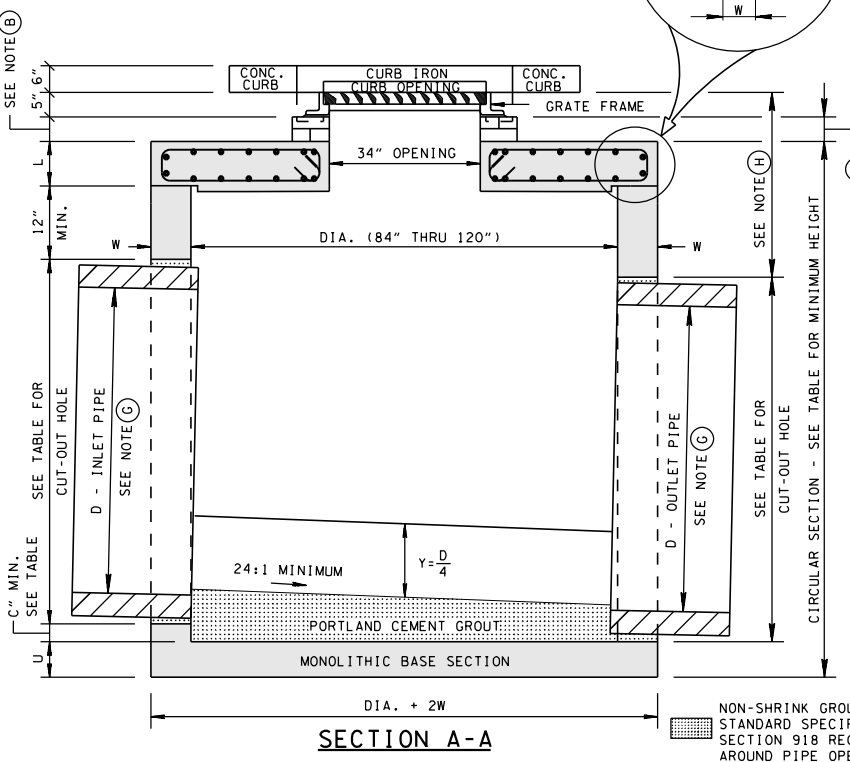 W
SEE NOTE B
5" 6"
CONC. CURB
CURB IRON
CURB OPENING
CONC. CURB
GRATE FRAME
34" OPENING
L
12" MIN.
W
DIA. (84" THRU 120")
W
SEE NOTE H
SEE TABLE FOR
CUT-OUT HOLE
D - INLET PIPE
SEE NOTE G
D - OUTLET PIPE
SEE NOTE G
SEE TABLE FOR
CUT-OUT HOLE
CIRCULAR SECTION - SEE TABLE FOR MINIMUM HEIGHT
C" MIN.
SEE TABLE
24:1 MINIMUM
Y=D/4
PORTLAND CEMENT GROUT
U
MONOLITHIC BASE SECTION
DIA. + 2W
SECTION A-A
NON-SHRINK GROU
STANDARD SPECIF
SECTION 918 REQ
AROUND PIPE OPE